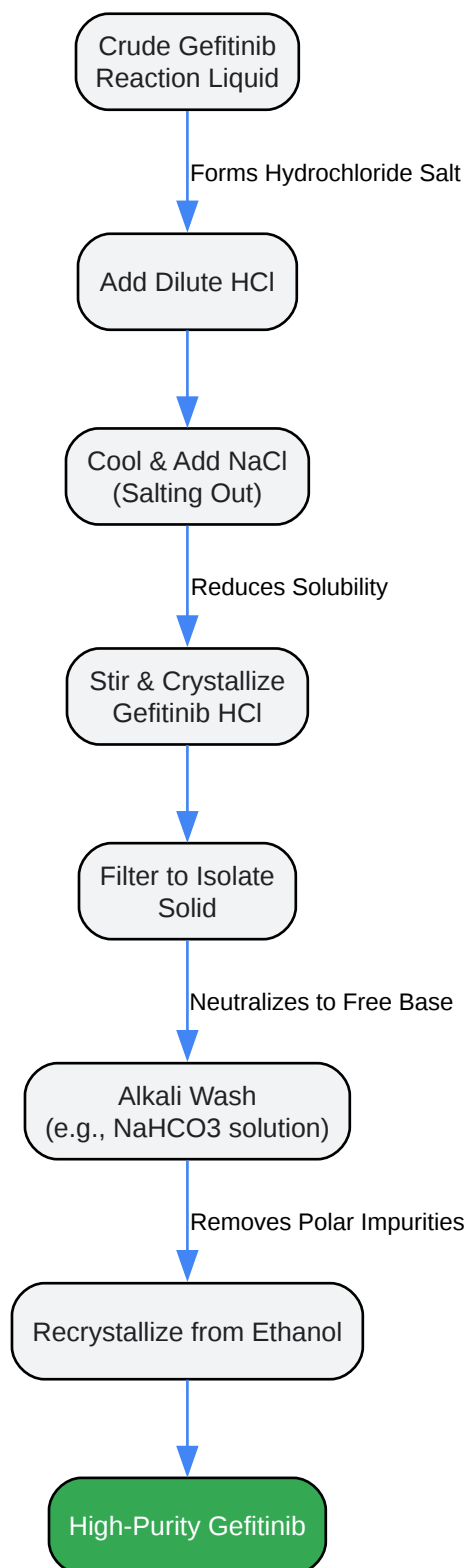 Crude Gefitinib
Reaction Liquid
Forms Hydrochloride Salt
Add Dilute HCl
Cool & Add NaCl
(Salting Out)
Reduces Solubility
Stir & Crystallize
Gefitinib HCl
Filter to Isolate
Solid
Neutralizes to Free Base
Alkali Wash
(e.g., NaHCO3 solution)
Removes Polar Impurities
Recrystallize from Ethanol
High-Purity Gefitinib